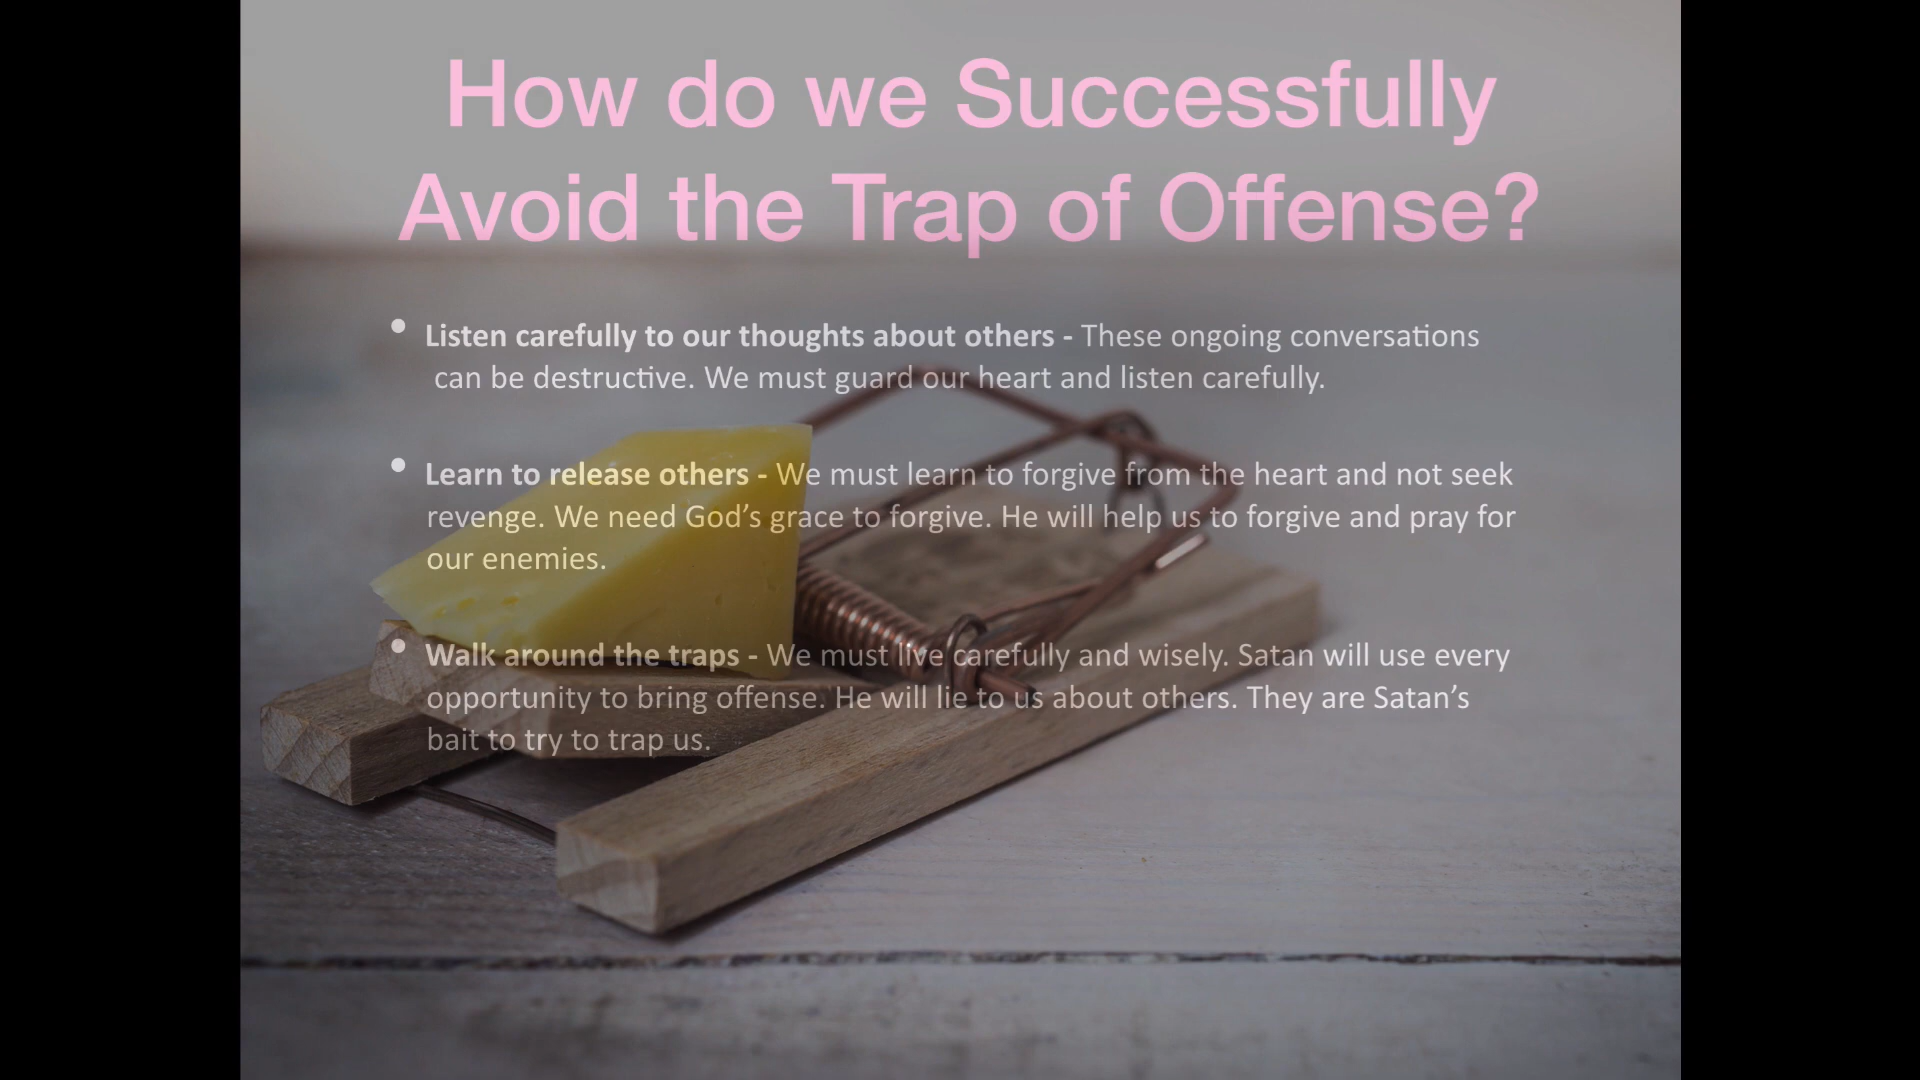 How do we Successfully
Avoid the Trap of Offense?
• Listen carefully to our thoughts about others - These ongoing conversations
can be destructive. We must guard our heart and listen carefully.
• Learn to release others - We must learn to forgive from the heart and not seek
revenge. We need God’s grace to forgive. He will help us to forgive and pray for
our enemies.
• Walk around the traps - We must live carefully and wisely. Satan will use every
opportunity to bring offense. He will lie to us about others. They are Satan’s
bait to try to trap us.